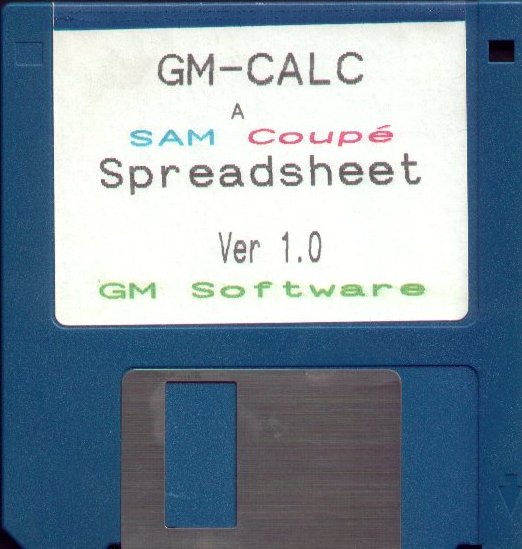 GM-CALC
A
SAM Coupé
Spreadsheet
Ver 1.0
GM Software